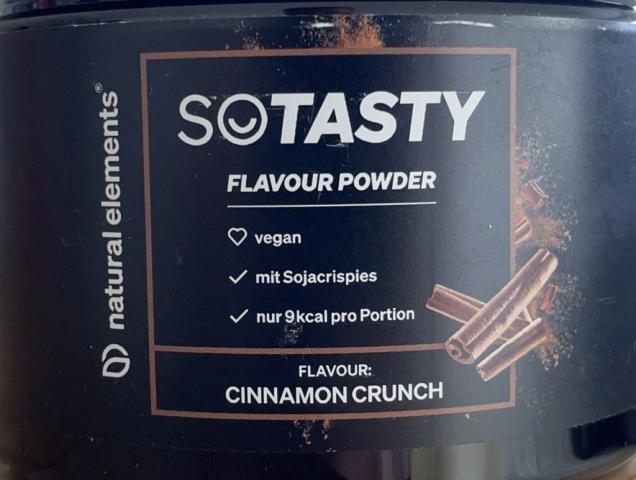 natural elements®
SOTASTY
FLAVOUR POWDER
vegan
mit Sojacrispies
nur 9kcal pro Portion
FLAVOUR:
CINNAMON CRUNCH